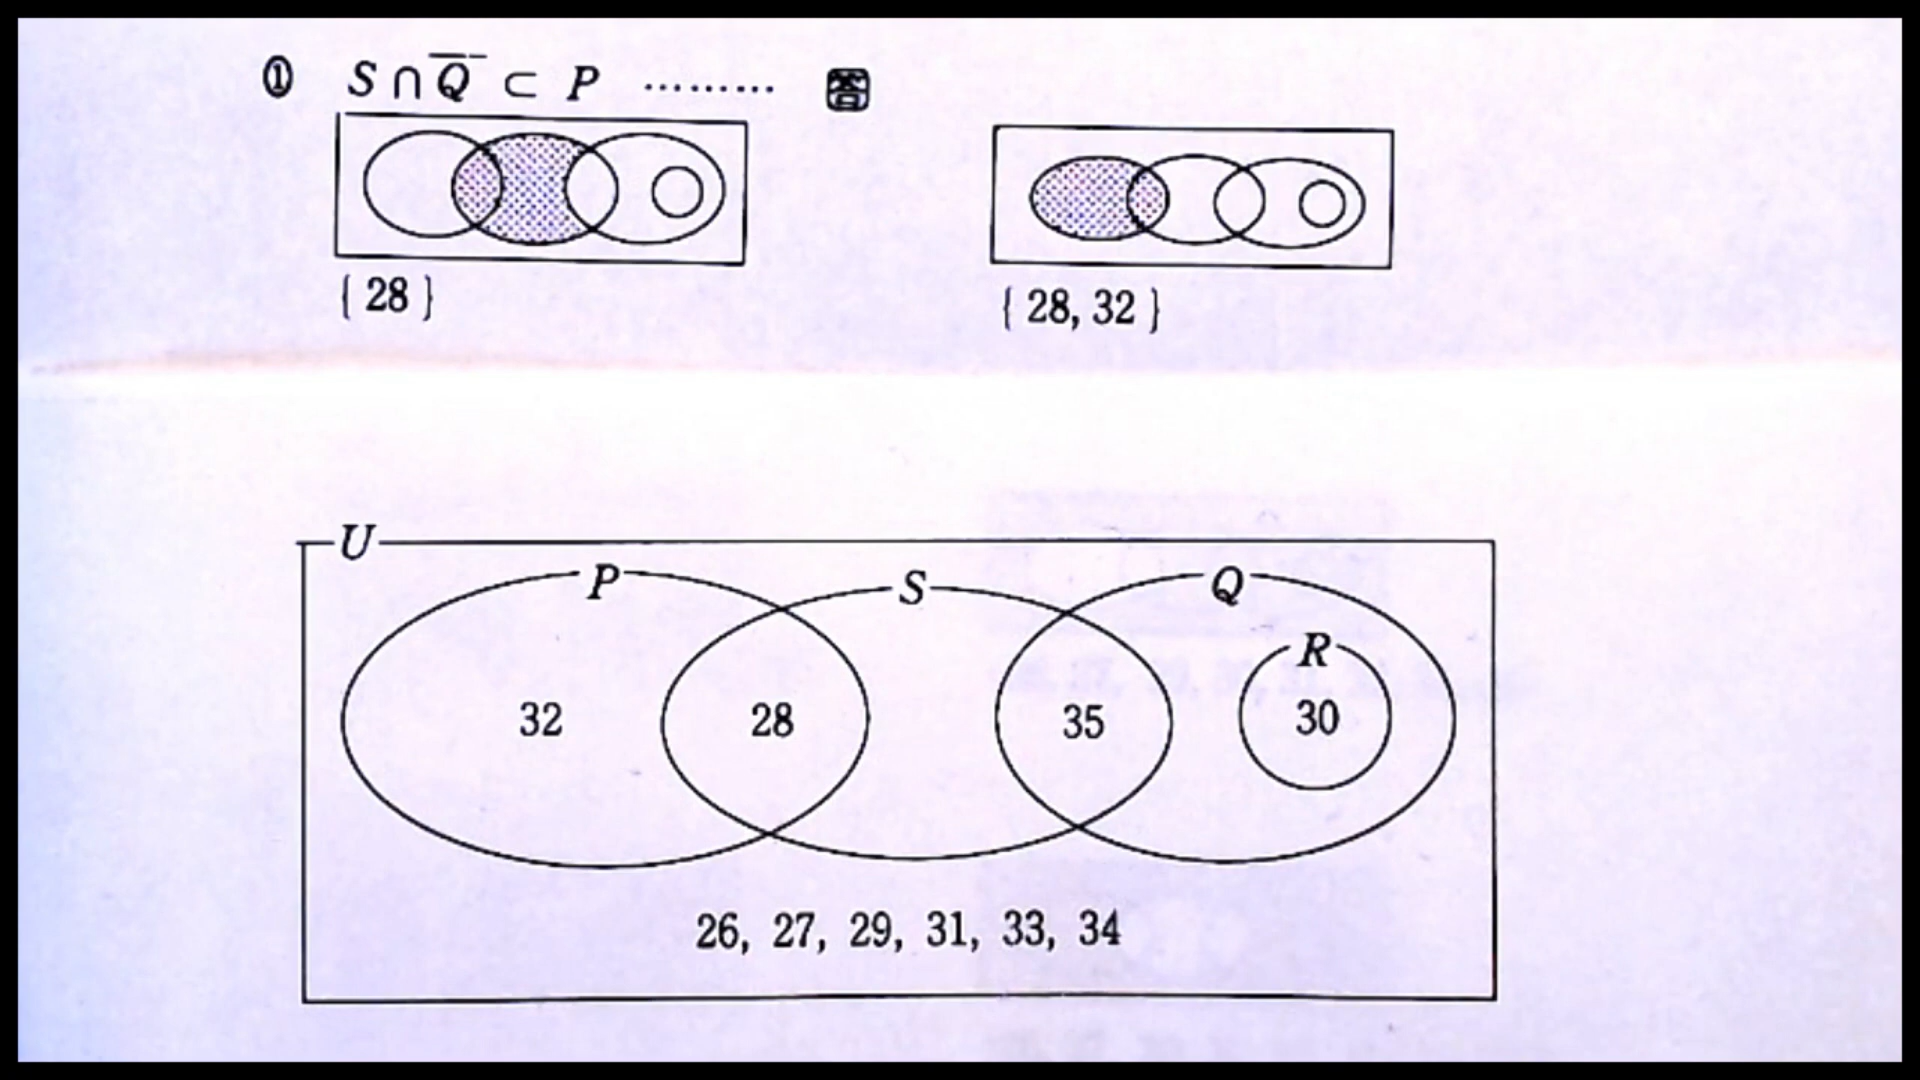 ① S ∩ Q̅ ⊂ P ……… 答
{ 28 }
{ 28, 32 }
U
P S Q
R
32 28 35 30
26, 27, 29, 31, 33, 34